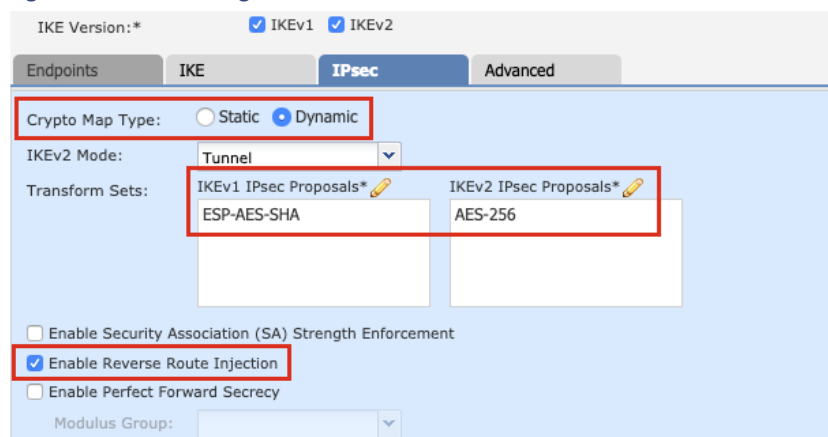 IKE Version:* IKEv1 IKEv2
Endpoints IKE IPsec Advanced
Crypto Map Type: Static Dynamic
IKEv2 Mode: Tunnel
Transform Sets: IKEv1 IPsec Proposals* IKEv2 IPsec Proposals*
ESP-AES-SHA AES-256
Enable Security Association (SA) Strength Enforcement
Enable Reverse Route Injection
Enable Perfect Forward Secrecy
Modulus Group: